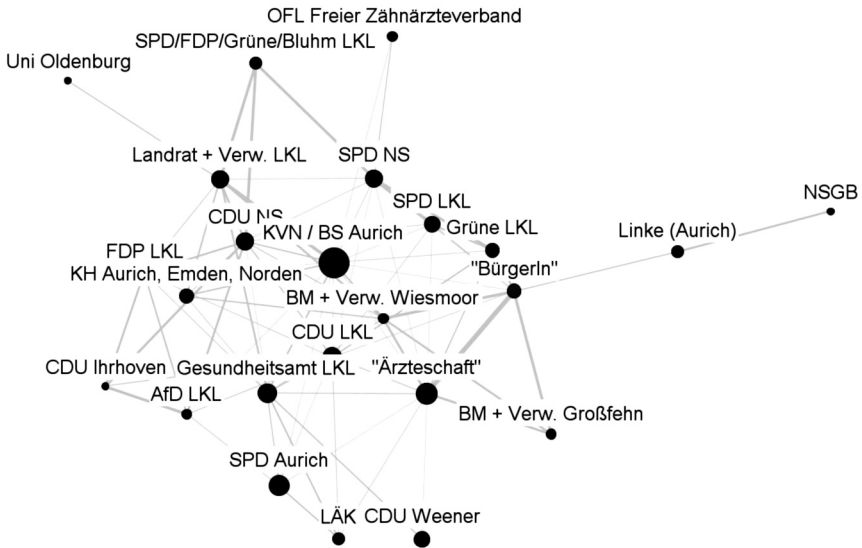 OFL Freier Zähnärzteverband
SPD/FDP/Grüne/Bluhm LKL
Uni Oldenburg
Landrat + Verw. LKL
SPD NS
NSGB
SPD LKL
CDU NS
Grüne LKL
KVN / BS Aurich
Linke (Aurich)
FDP LKL
"BürgerIn"
KH Aurich, Emden, Norden
BM + Verw. Wiesmoor
CDU LKL
CDU Ihrhoven
Gesundheitsamt LKL
"Ärzteschaft"
AfD LKL
BM + Verw. Großfehn
SPD Aurich
LÄK
CDU Weener